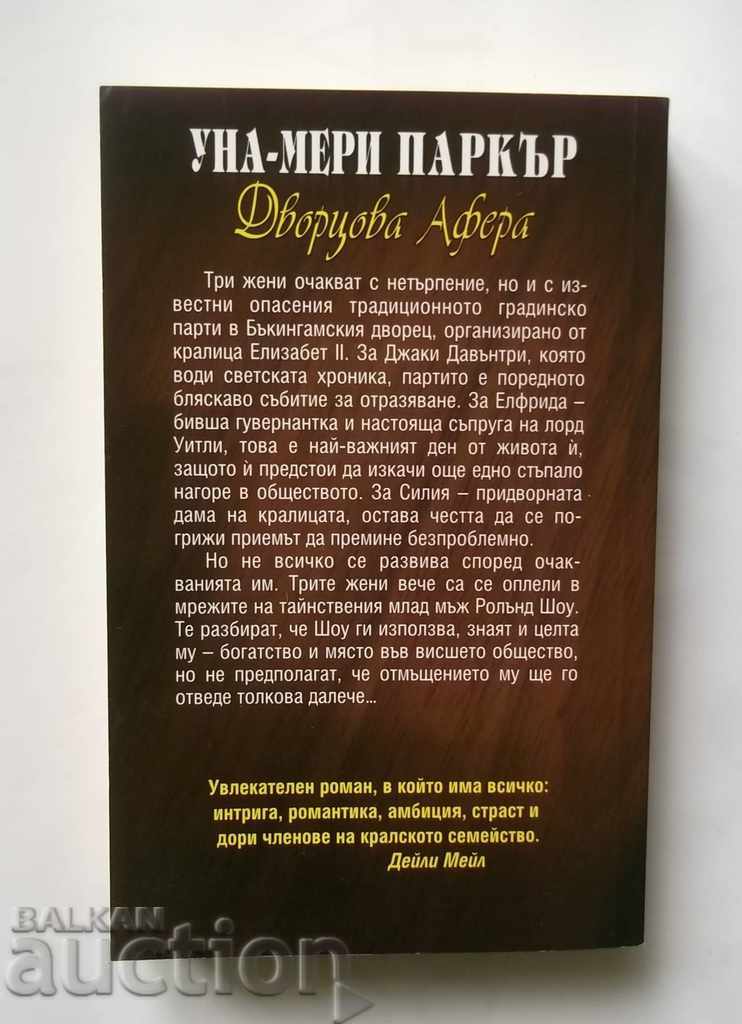 УНА-МЕРИ ПАРКЪР
Дворцова Афера
Три жени очакват с нетърпение, но и с из-
вестни опасения традиционното градинско
парти в Бъкингамския дворец, организирано от
кралица Елизабет II. За Джаки Давънтри, която
води светската хроника, партито е поредното
бляскаво събитие за отразяване. За Елфрида –
бивша гувернантка и настояща съпруга на лорд
Уитли, това е най-важният ден от живота ѝ,
защото ѝ предстои да изкачи още едно стъпало
нагоре в обществото. За Силия – придворната
дама на кралицата, остава честта да се по-
грижи приемът да премине безпроблемно.
Но не всичко се развива според очак-
ванията им. Трите жени вече са се оплели в
мрежите на тайнствения млад мъж Ролънд Шоу.
Те разбират, че Шоу ги използва, знаят и целта
му – богатство и място във висшето общество,
но не предполагат, че отмъщението му ще го
отведе толкова далече...
Увлекателен роман, в който има всичко:
интрига, романтика, амбиция, страст и
дори членове на кралското семейство.
Дейли Мейл
BALKAN
auction